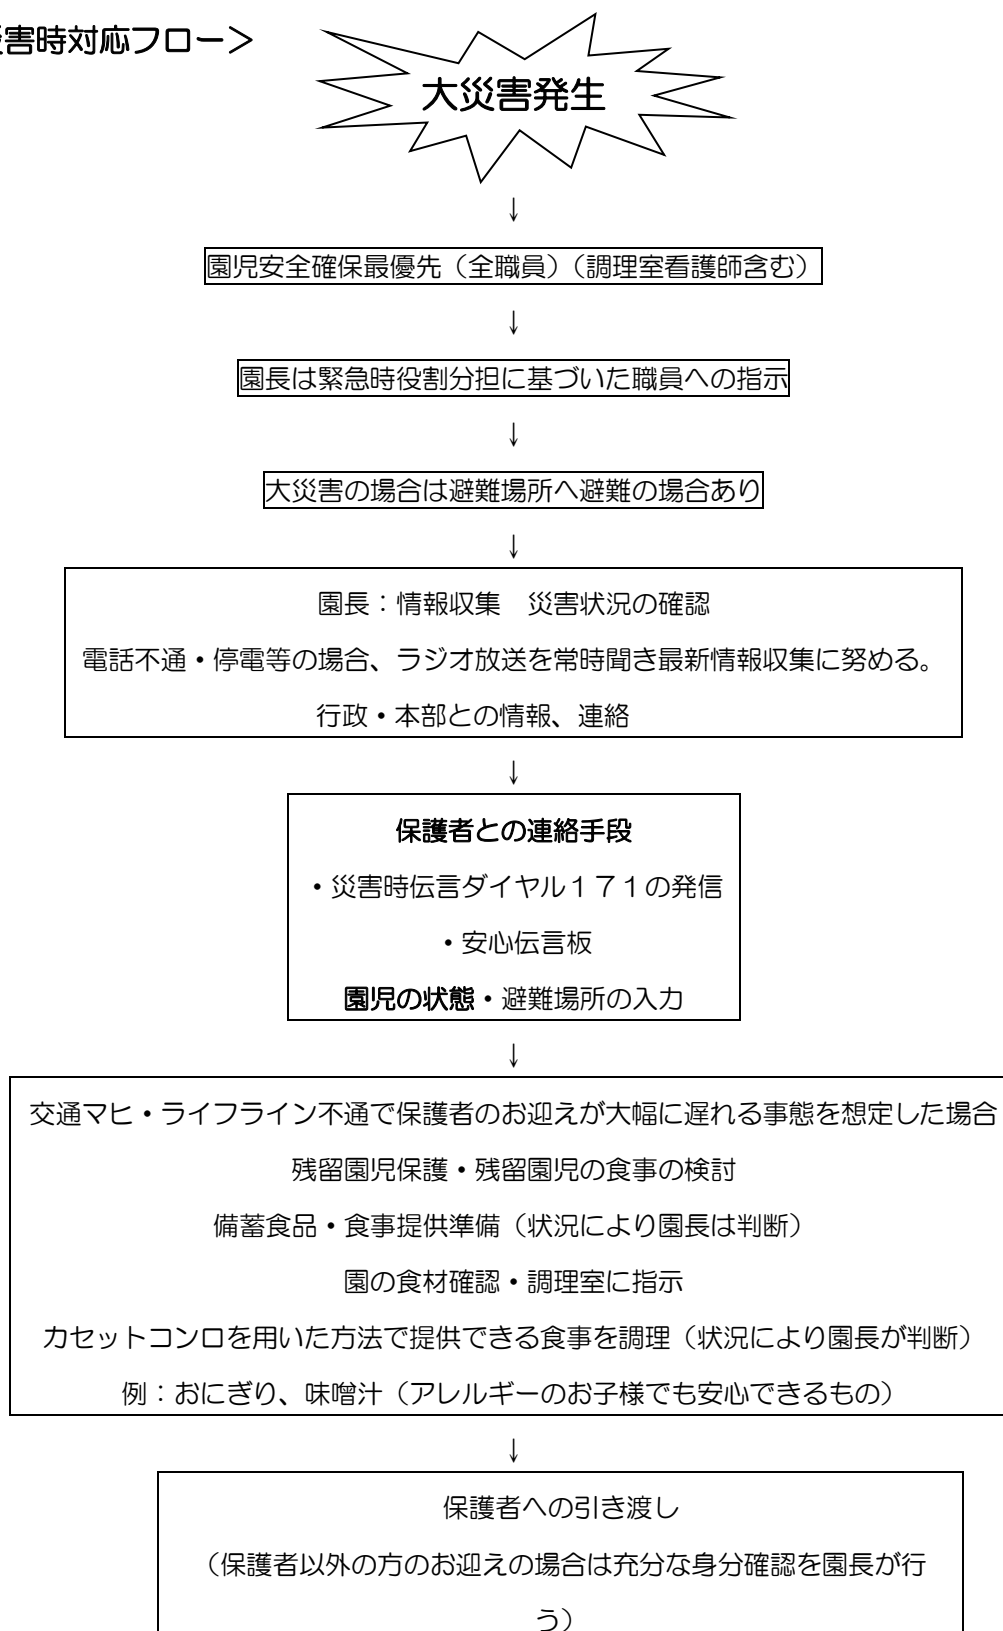 害時対応フロー＞
大災害発生
↓
園児安全確保最優先（全職員）（調理室看護師含む）
↓
園長は緊急時役割分担に基づいた職員への指示
↓
大災害の場合は避難場所へ避難の場合あり
↓
園長：情報収集　災害状況の確認
電話不通・停電等の場合、ラジオ放送を常時聞き最新情報収集に努める。
行政・本部との情報、連絡
↓
保護者との連絡手段
・災害時伝言ダイヤル１７１の発信
・安心伝言板
園児の状態・避難場所の入力
↓
交通マヒ・ライフライン不通で保護者のお迎えが大幅に遅れる事態を想定した場合
残留園児保護・残留園児の食事の検討
備蓄食品・食事提供準備（状況により園長は判断）
園の食材確認・調理室に指示
カセットコンロを用いた方法で提供できる食事を調理（状況により園長が判断）
例：おにぎり、味噌汁（アレルギーのお子様でも安心できるもの）
↓
保護者への引き渡し
（保護者以外の方のお迎えの場合は充分な身分確認を園長が行
う）